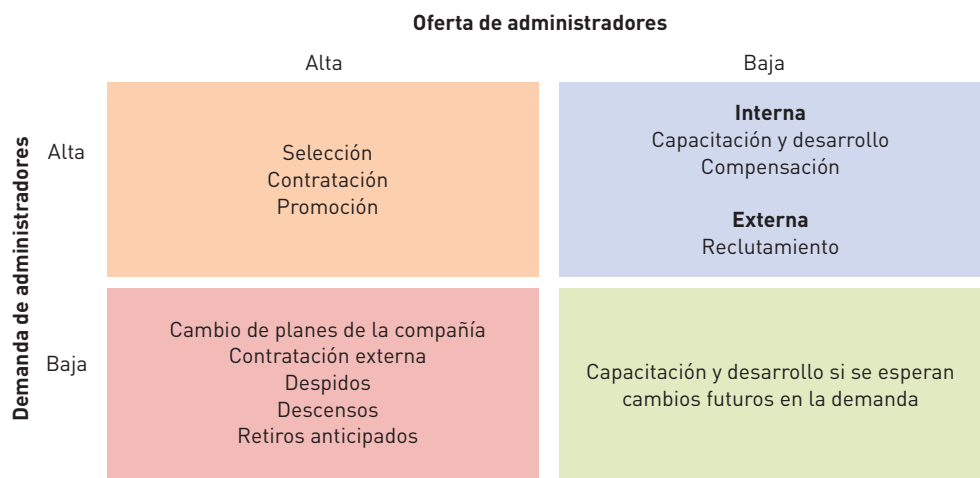 Oferta de administradores
Alta
Baja
Demanda de administradores
Alta
Selección
Contratación
Promoción
Interna
Capacitación y desarrollo
Compensación
Externa
Reclutamiento
Baja
Cambio de planes de la compañía
Contratación externa
Despidos
Descensos
Retiros anticipados
Capacitación y desarrollo si se esperan
cambios futuros en la demanda